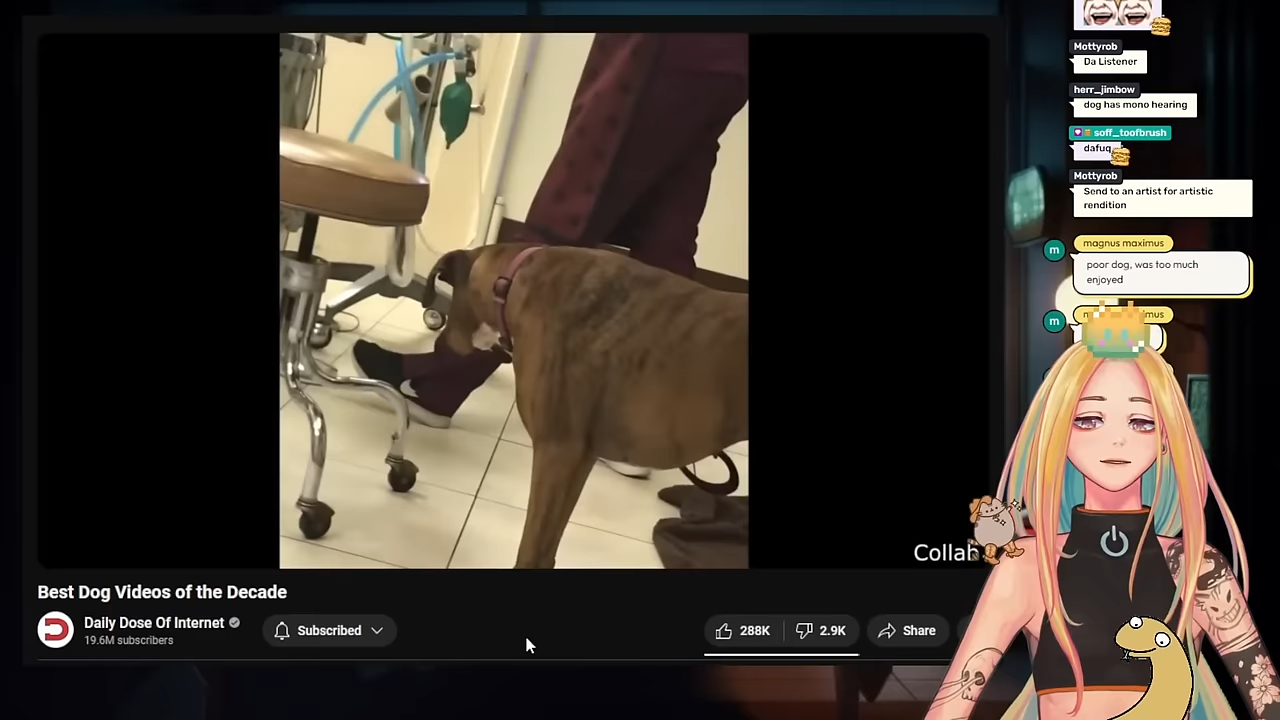 Mottyrob
Da Listener
herr_jimbow
dog has mono hearing
soff_toofbrush
dafuq
Mottyrob
Send to an artist for artistic
rendition
m
magnus maximus
poor dog, was too much
enjoyed
m
Collab
Best Dog Videos of the Decade
Daily Dose Of Internet
19.6M subscribers
Subscribed
288K
2.9K
Share